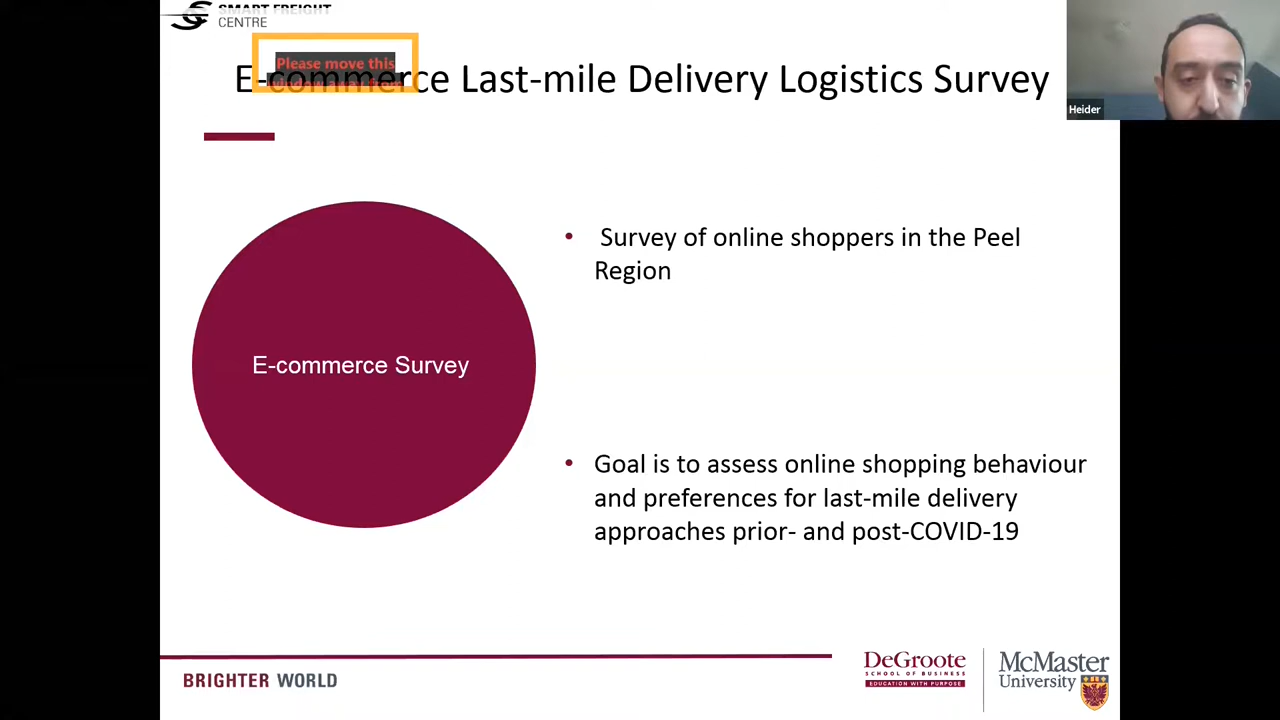 SMART FREIGHT
CENTRE
Please move this
E-commerce Last-mile Delivery Logistics Survey
Heider
• Survey of online shoppers in the Peel
Region
E-commerce Survey
• Goal is to assess online shopping behaviour
and preferences for last-mile delivery
approaches prior- and post-COVID-19
BRIGHTER WORLD
DeGroote
SCHOOL OF BUSINESS
EDUCATION WITH PURPOSE
McMaster
University